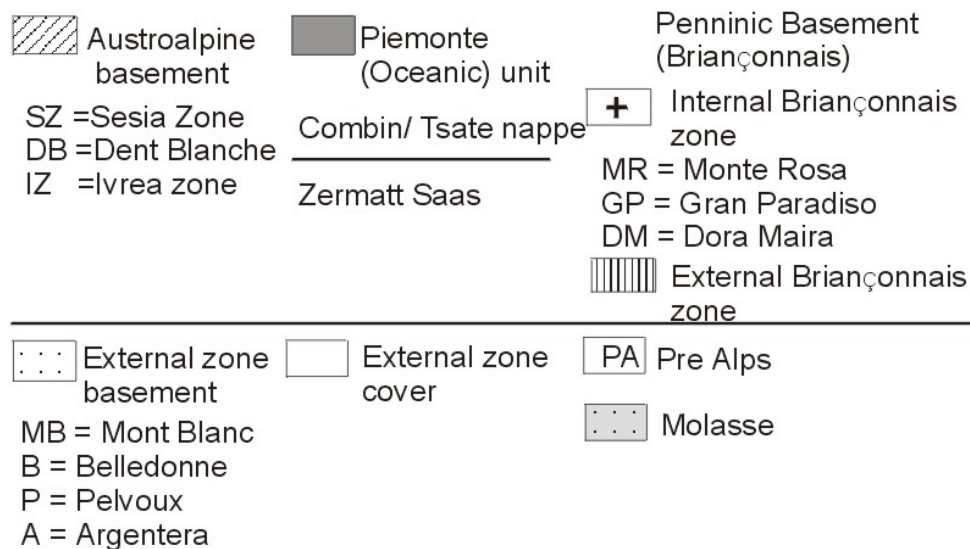 Austroalpine
basement
SZ =Sesia Zone
DB =Dent Blanche
IZ =Ivrea zone
Piemonte
(Oceanic) unit
Combin/ Tsate nappe
Zermatt Saas
Penninic Basement
(Briançonnais)
+ Internal Briançonnais
zone
MR = Monte Rosa
GP = Gran Paradiso
DM = Dora Maira
External Briançonnais
zone
External zone
basement
MB = Mont Blanc
B = Belledonne
P = Pelvoux
A = Argentera
External zone
cover
PA Pre Alps
Molasse